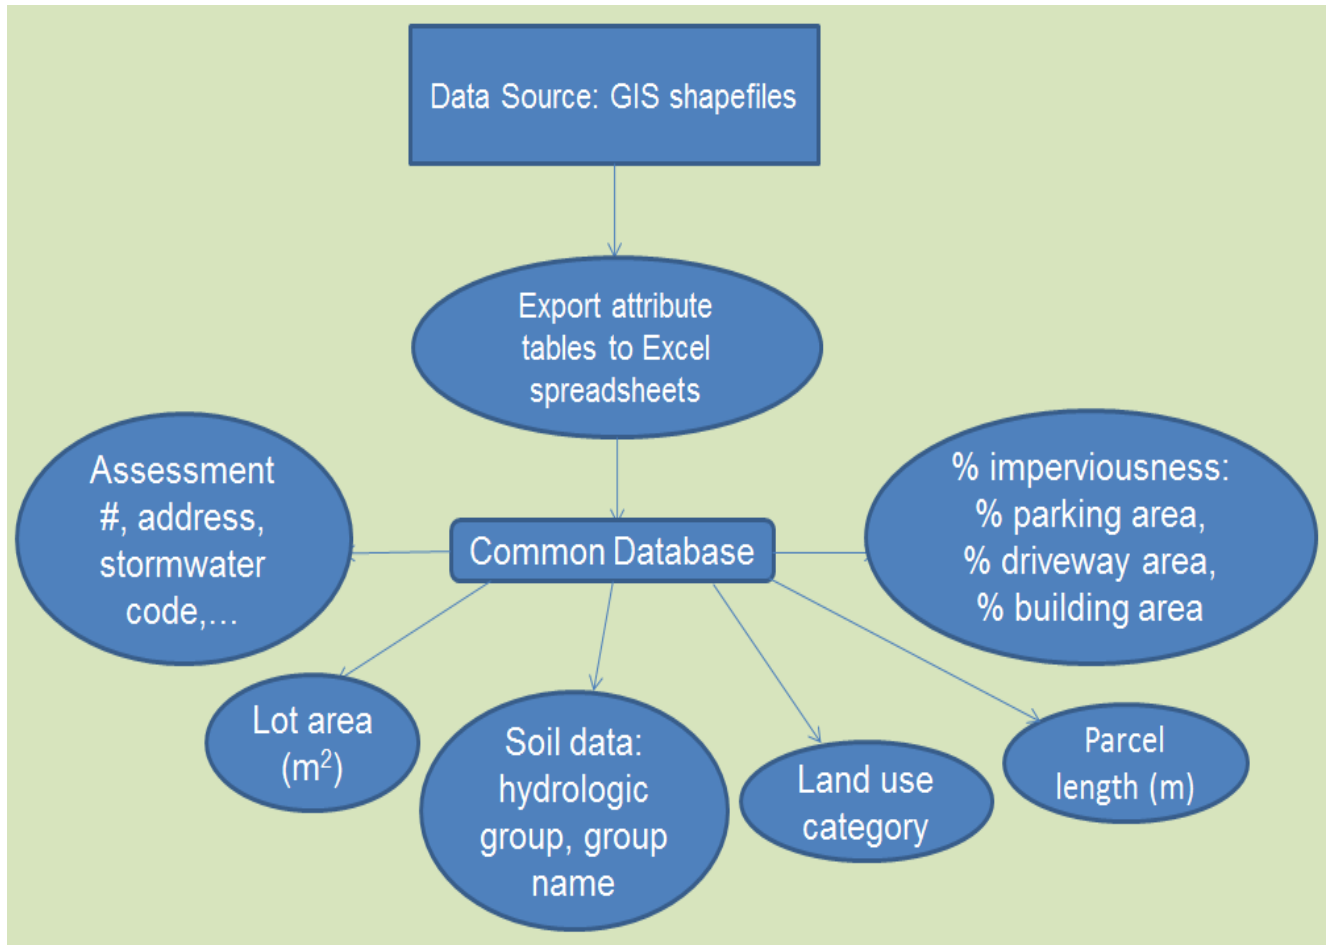 Data Source: GIS shapefiles
Export attribute
tables to Excel
spreadsheets
Assessment
#, address,
stormwater
code,...
Common Database
% imperviousness:
% parking area,
% driveway area,
% building area
Lot area
(m²)
Soil data:
hydrologic
group, group
name
Land use
category
Parcel
length (m)